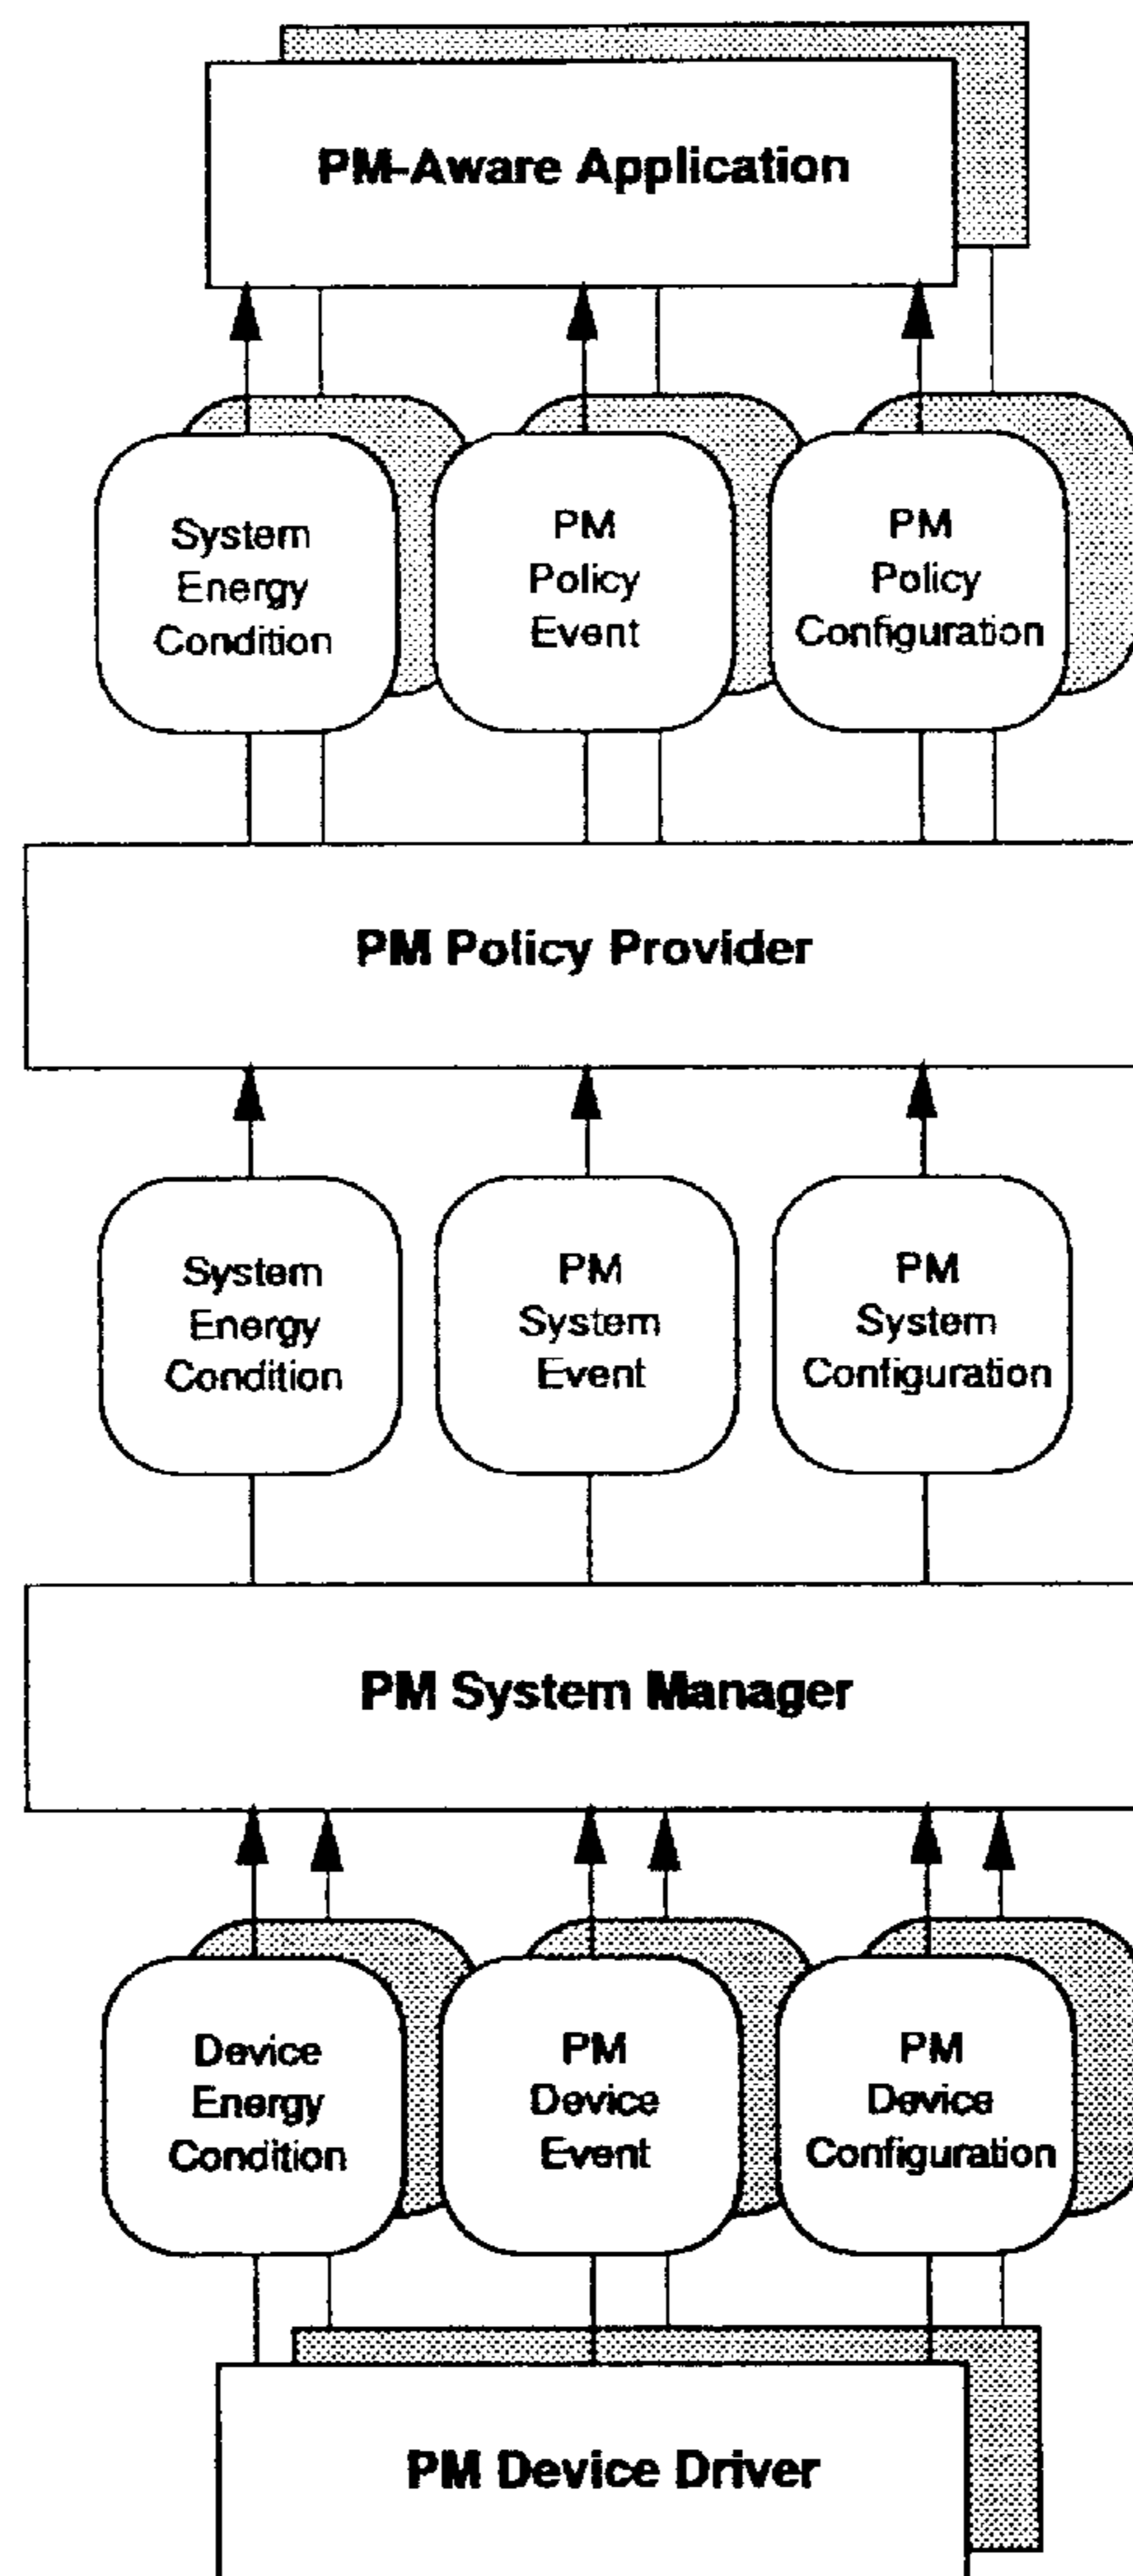 PM-Aware Application
System
Energy
Condition
PM
Policy
Event
PM
Policy
Configuration
PM Policy Provider
System
Energy
Condition
PM
System
Event
PM
System
Configuration
PM System Manager
Device
Energy
Condition
PM
Device
Event
PM
Device
Configuration
PM Device Driver